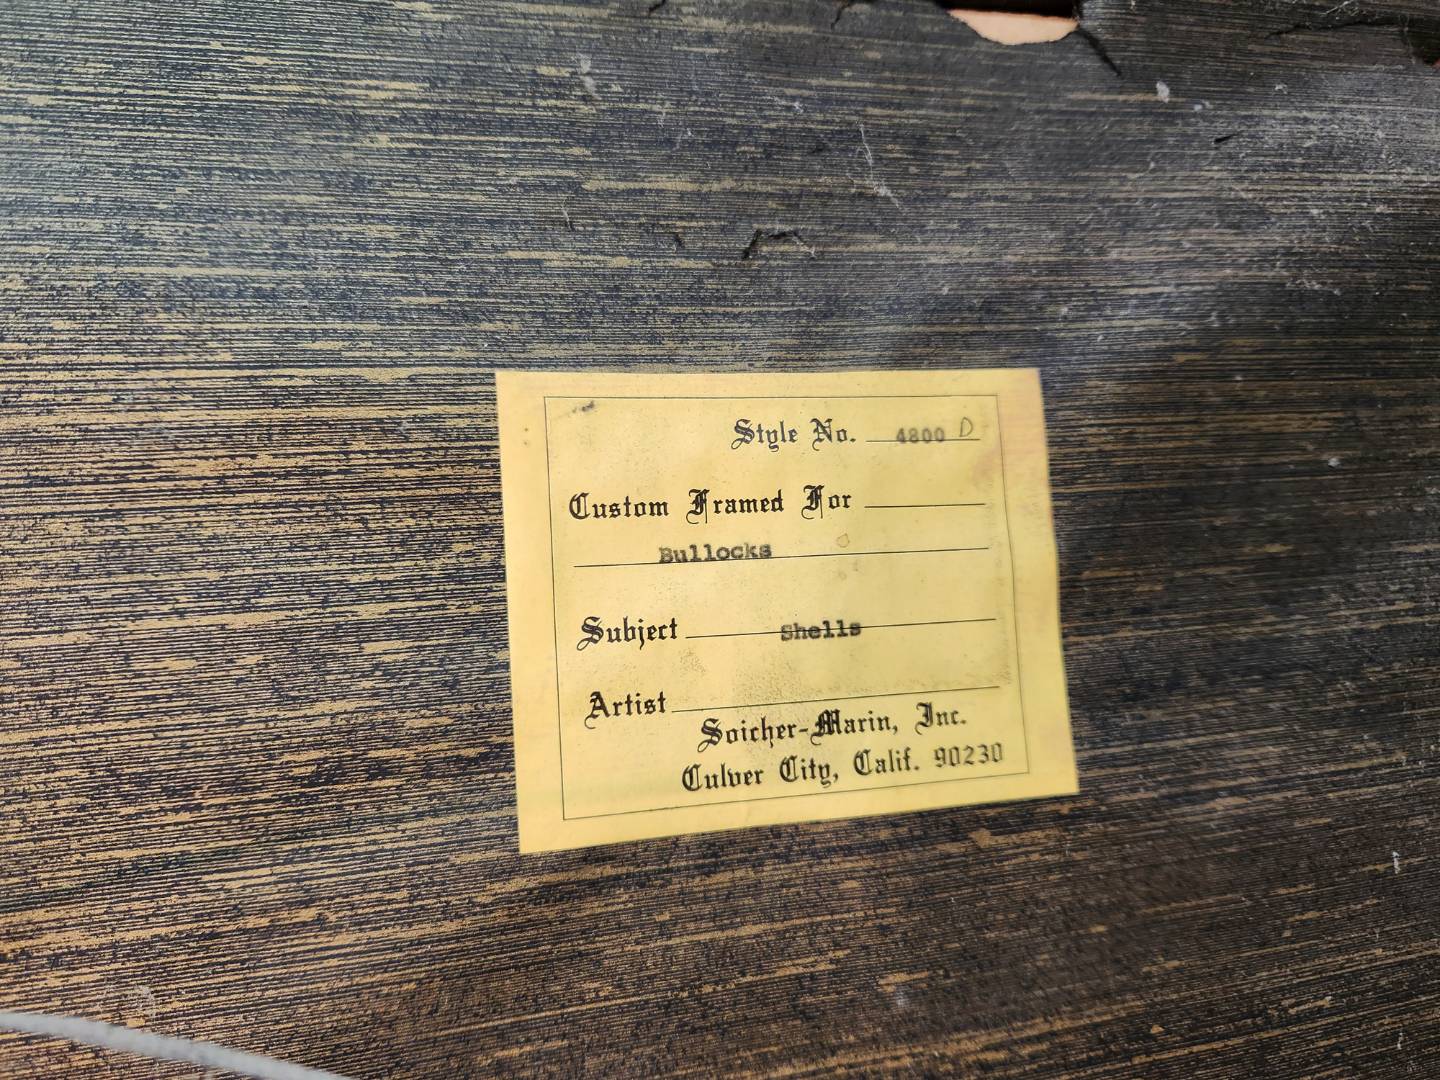 Style No. 4800 D
Custom Framed For
Bullocks
Subject Shells
Artist
Soicher-Marin, Inc.
Culver City, Calif. 90230